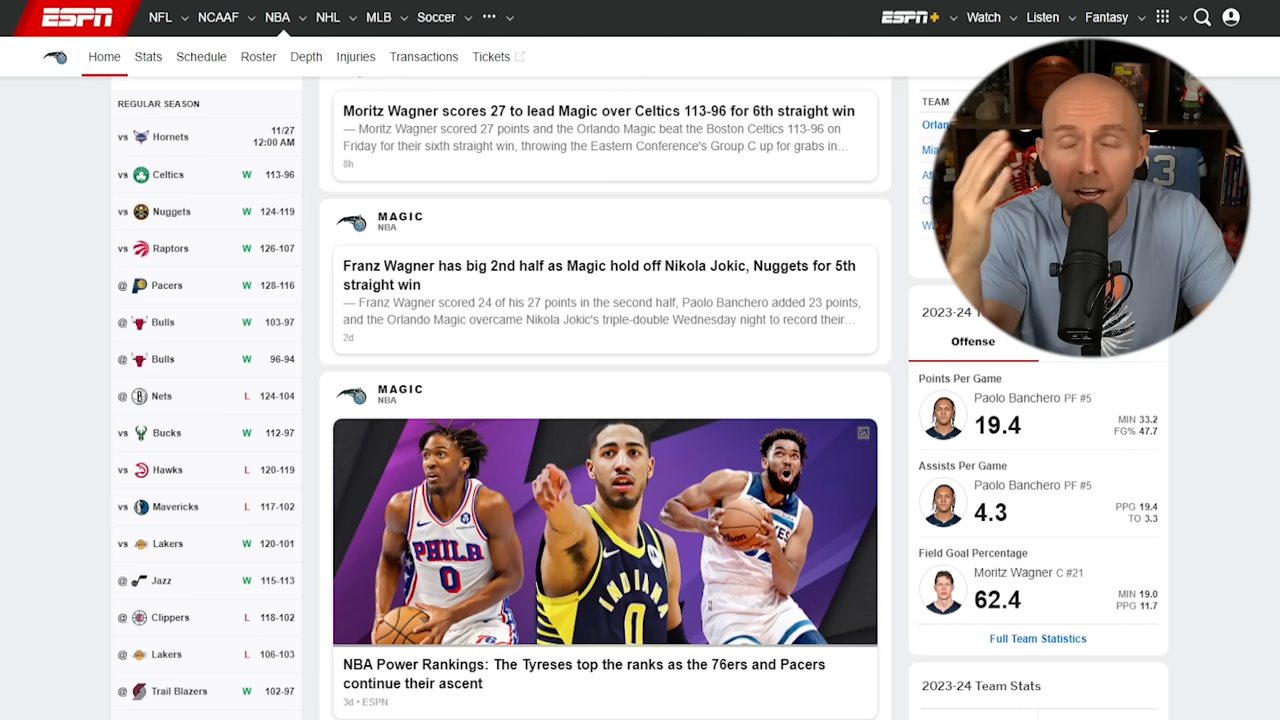 ESPN NFL NCAAF NBA NHL MLB Soccer ••• ESPN+ Watch Listen Fantasy
Home Stats Schedule Roster Depth Injuries Transactions Tickets
REGULAR SEASON
vs Hornets 11/27
12:00 AM
vs Celtics W 113-96
vs Nuggets W 124-119
vs Raptors W 126-107
@ Pacers W 128-116
@ Bulls W 103-97
@ Bulls W 96-94
@ Nets L 124-104
vs Bucks W 112-97
vs Hawks L 120-119
vs Mavericks L 117-102
vs Lakers W 120-101
@ Jazz W 115-113
@ Clippers L 118-102
@ Lakers L 106-103
@ Trail Blazers W 102-97
Moritz Wagner scores 27 to lead Magic over Celtics 113-96 for 6th straight win
— Moritz Wagner scored 27 points and the Orlando Magic beat the Boston Celtics 113-96 on
Friday for their sixth straight win, throwing the Eastern Conference's Group C up for grabs in…
8h
MAGIC
NBA
Franz Wagner has big 2nd half as Magic hold off Nikola Jokic, Nuggets for 5th
straight win
— Franz Wagner scored 24 of his 27 points in the second half, Paolo Banchero added 23 points,
and the Orlando Magic overcame Nikola Jokic's triple-double Wednesday night to record their…
2d
MAGIC
NBA
PHILA
0
76
INDIANA
0
NBA Power Rankings: The Tyreses top the ranks as the 76ers and Pacers
continue their ascent
3d • ESPN
TEAM
Orlan
Mia
At
C
W
2023-24 T
Offense
Points Per Game
Paolo Banchero PF #5
19.4
MIN 33.2
FG% 47.7
Assists Per Game
Paolo Banchero PF #5
4.3
PPG 19.4
TO 3.3
Field Goal Percentage
Moritz Wagner C #21
62.4
MIN 19.0
PPG 11.7
Full Team Statistics
2023-24 Team Stats